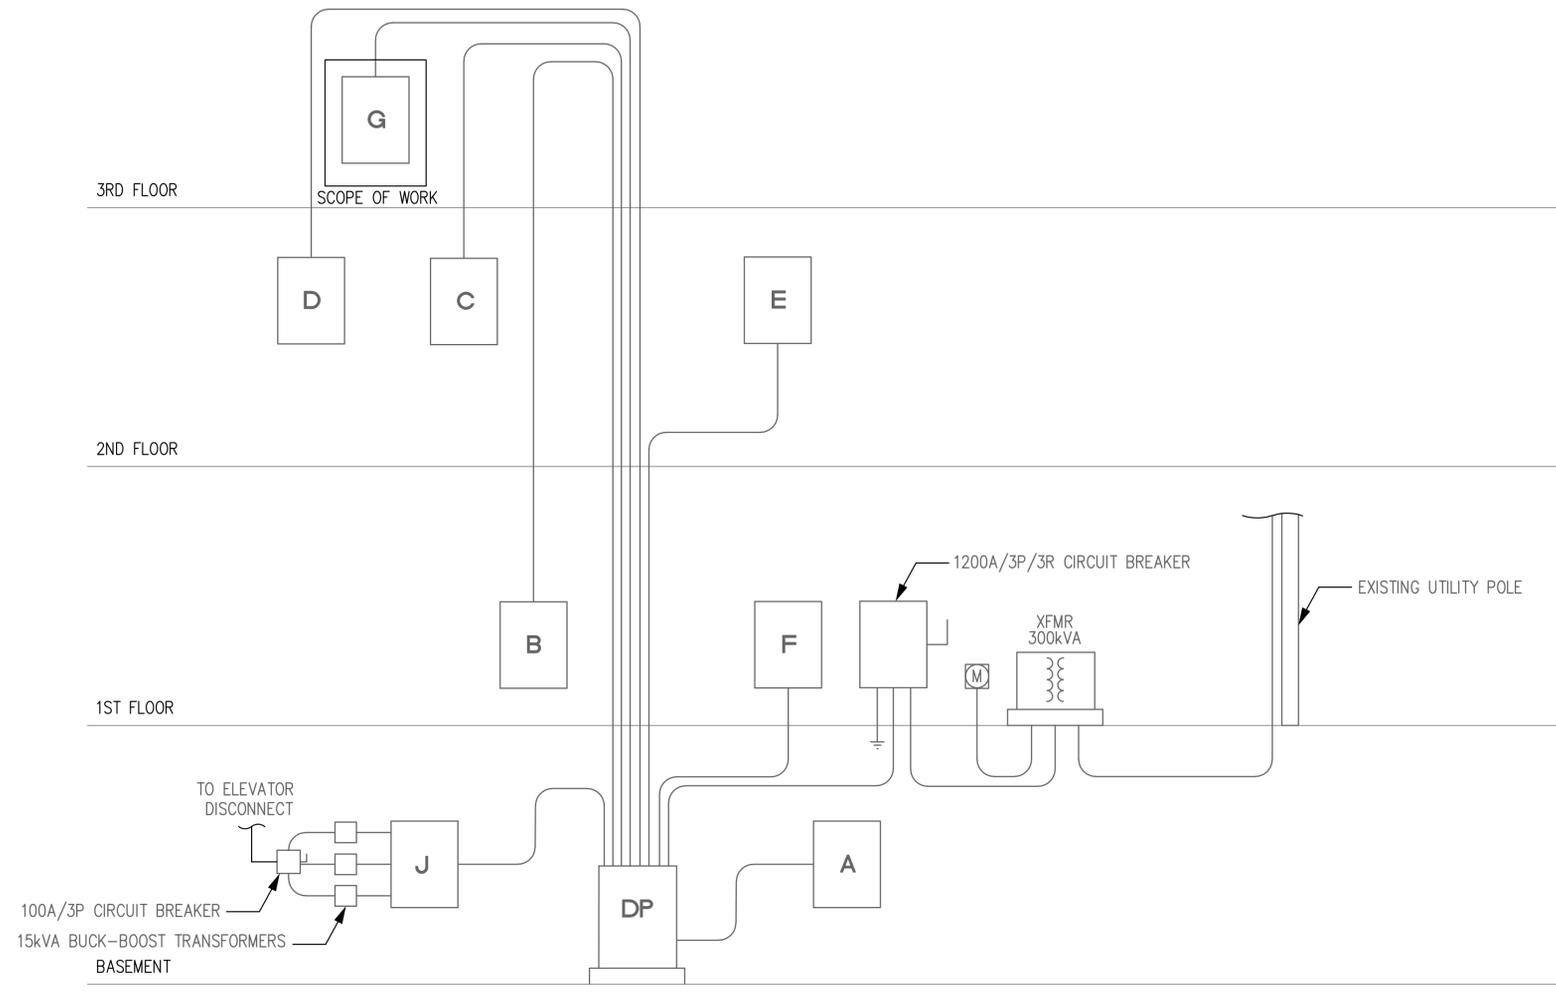 G
3RD FLOOR
SCOPE OF WORK
D
C
E
2ND FLOOR
1200A/3P/3R CIRCUIT BREAKER
EXISTING UTILITY POLE
XFMR
300kVA
B
F
M
1ST FLOOR
TO ELEVATOR
DISCONNECT
J
A
DP
100A/3P CIRCUIT BREAKER
15kVA BUCK-BOOST TRANSFORMERS
BASEMENT